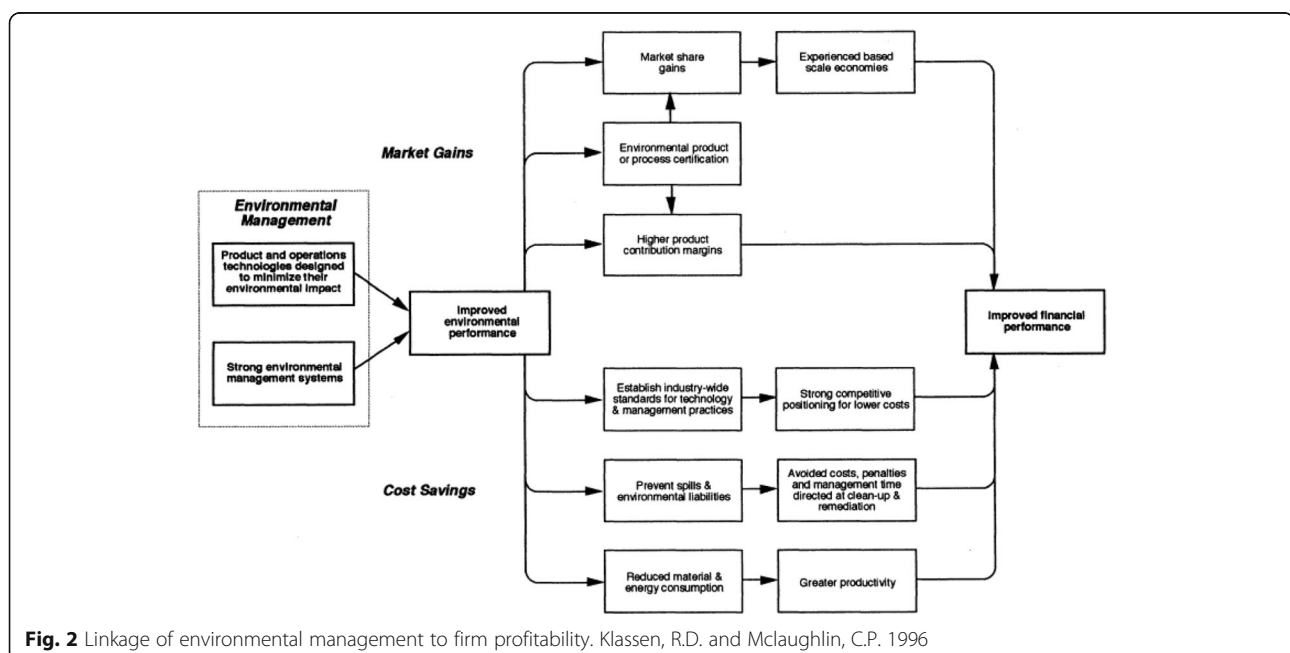 Market share
gains
Experienced based
scale economies
Market Gains
Environmental product
or process certification
Environmental
Management
Product and operations
technologies designed
to minimize their
environmental impact
Higher product
contribution margins
Improved
environmental
performance
Improved financial
performance
Strong environmental
management systems
Establish industry-wide
standards for technology
& management practices
Strong competitive
positioning for lower costs
Cost Savings
Prevent spills &
environmental liabilities
Avoided costs, penalties
and management time
directed at clean-up &
remediation
Reduced material &
energy consumption
Greater productivity
Fig. 2 Linkage of environmental management to firm profitability. Klassen, R.D. and Mclaughlin, C.P. 1996